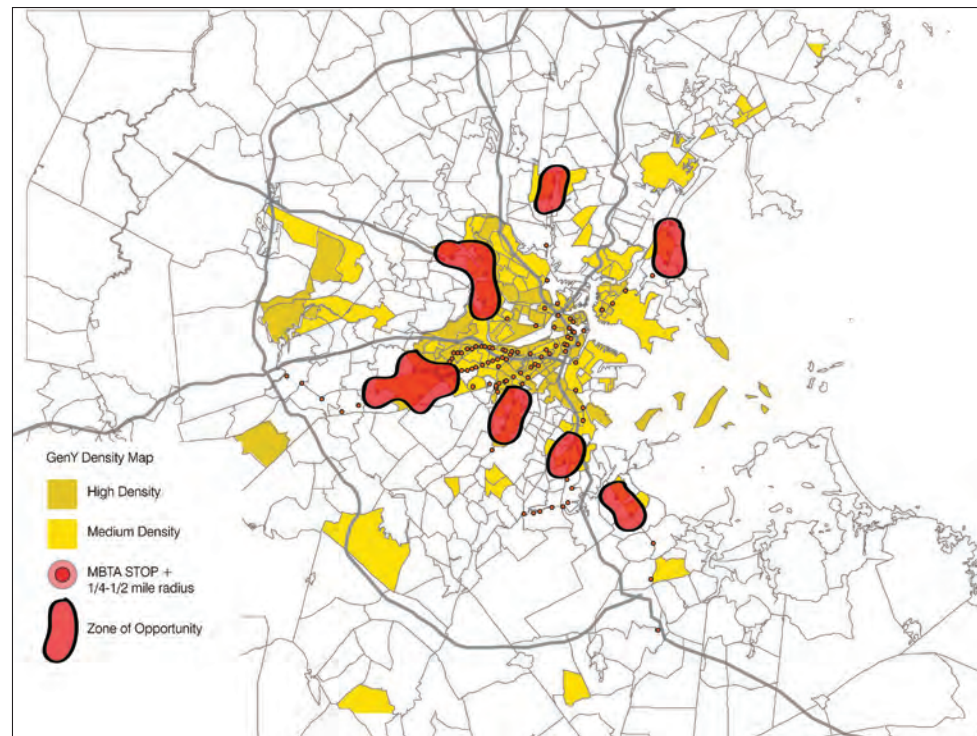 GenY Density Map
High Density
Medium Density
MBTA STOP +
1/4-1/2 mile radius
Zone of Opportunity